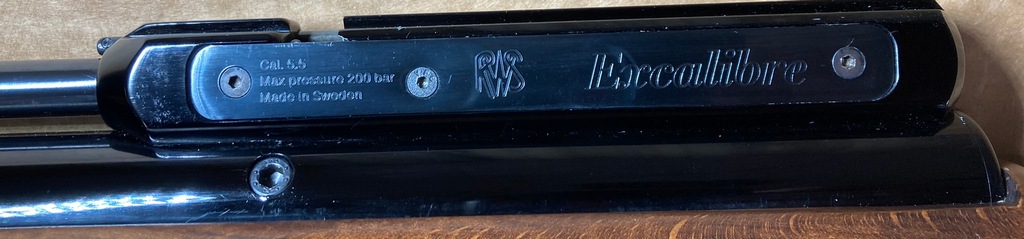 Cal. 5.5
Max pressure 200 bar
Made in Sweden
RWS
Excalibre